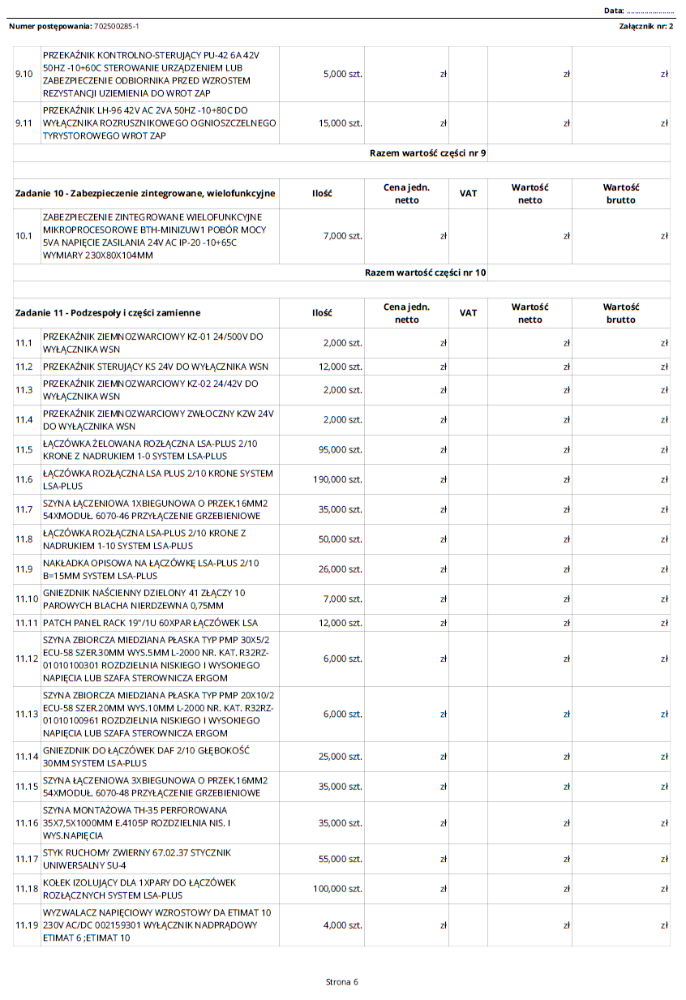 Data: ........................
Numer postępowania: 702500285-1 Załącznik nr: 2
9.10 PRZEKAŹNIK KONTROLNO-STERUJĄCY PU-42 6A 42V
50HZ -10+60C STEROWANIE URZĄDZENIEM LUB
ZABEZPIECZENIE ODBIORNIKA PRZED WZROSTEM
REZYSTANCJI UZIEMIENIA DO WROT ZAP
5,000 szt. zł zł zł
9.11 PRZEKAŹNIK LH-96 42V AC 2VA 50HZ -10+80C DO
WYŁĄCZNIKA ROZRUSZNIKOWEGO OGNIOSZCZELNEGO
TYRYSTOROWEGO WROT ZAP
15,000 szt. zł zł zł
Razem wartość części nr 9
Zadanie 10 - Zabezpieczenie zintegrowane, wielofunkcyjne Ilość Cena jedn. netto VAT Wartość netto Wartość brutto
10.1 ZABEZPIECZENIE ZINTEGROWANE WIELOFUNKCYJNE
MIKROPROCESOROWE BTH-MINIZUW1 POBÓR MOCY
5VA NAPIĘCIE ZASILANIA 24V AC IP-20 -10+65C
WYMIARY 230X80X104MM
7,000 szt. zł zł zł
Razem wartość części nr 10
Zadanie 11 - Podzespoły i części zamienne Ilość Cena jedn. netto VAT Wartość netto Wartość brutto
11.1 PRZEKAŹNIK ZIEMNOZWARCIOWY KZ-01 24/500V DO
WYŁĄCZNIKA WSN
2,000 szt. zł zł zł
11.2 PRZEKAŹNIK STERUJĄCY KS 24V DO WYŁĄCZNIKA WSN 12,000 szt. zł zł zł
11.3 PRZEKAŹNIK ZIEMNOZWARCIOWY KZ-02 24/42V DO
WYŁĄCZNIKA WSN
2,000 szt. zł zł zł
11.4 PRZEKAŹNIK ZIEMNOZWARCIOWY ZWŁOCZNY KZW 24V
DO WYŁĄCZNIKA WSN
2,000 szt. zł zł zł
11.5 ŁĄCZÓWKA ŻELOWANA ROZŁĄCZNA LSA-PLUS 2/10
KRONE Z NADRUKIEM 1-0 SYSTEM LSA-PLUS
95,000 szt. zł zł zł
11.6 ŁĄCZÓWKA ROZŁĄCZNA LSA PLUS 2/10 KRONE SYSTEM
LSA-PLUS
190,000 szt. zł zł zł
11.7 SZYNA ŁĄCZENIOWA 1XBIEGUNOWA O PRZEK.16MM2
54XMODUŁ. 6070-46 PRZYŁĄCZENIE GRZEBIENIOWE
35,000 szt. zł zł zł
11.8 ŁĄCZÓWKA ROZŁĄCZNA LSA-PLUS 2/10 KRONE Z
NADRUKIEM 1-10 SYSTEM LSA-PLUS
50,000 szt. zł zł zł
11.9 NAKŁADKA OPISOWA NA ŁĄCZÓWKĘ LSA-PLUS 2/10
B=15MM SYSTEM LSA-PLUS
26,000 szt. zł zł zł
11.10 GNIEZDNIK NAŚCIENNY DZIELONY 41 ZŁĄCZY 10
PAROWYCH BLACHA NIERDZEWNA 0,75MM
7,000 szt. zł zł zł
11.11 PATCH PANEL RACK 19"/1U 60XPAR ŁĄCZÓWEK LSA 12,000 szt. zł zł zł
11.12 SZYNA ZBIORCZA MIEDZIANA PŁASKA TYP PMP 30X5/2
ECU-58 SZER.30MM WYS.5MM L-2000 NR. KAT. R32RZ-
01010100301 ROZDZIELNIA NISKIEGO I WYSOKIEGO
NAPIĘCIA LUB SZAFA STEROWNICZA ERGOM
6,000 szt. zł zł zł
11.13 SZYNA ZBIORCZA MIEDZIANA PŁASKA TYP PMP 20X10/2
ECU-58 SZER.20MM WYS.10MM L-2000 NR. KAT. R32RZ-
01010100961 ROZDZIELNIA NISKIEGO I WYSOKIEGO
NAPIĘCIA LUB SZAFA STEROWNICZA ERGOM
6,000 szt. zł zł zł
11.14 GNIEZDNIK DO ŁĄCZÓWEK DAF 2/10 GŁĘBOKOŚĆ
30MM SYSTEM LSA-PLUS
25,000 szt. zł zł zł
11.15 SZYNA ŁĄCZENIOWA 3XBIEGUNOWA O PRZEK.16MM2
54XMODUŁ. 6070-48 PRZYŁĄCZENIE GRZEBIENIOWE
35,000 szt. zł zł zł
11.16 SZYNA MONTAŻOWA TH-35 PERFOROWANA
35X7,5X1000MM E.4105P ROZDZIELNIA NIS. I
WYS.NAPIĘCIA
35,000 szt. zł zł zł
11.17 STYK RUCHOMY ZWIERNY 67.02.37 STYCZNIK
UNIWERSALNY SU-4
55,000 szt. zł zł zł
11.18 KOŁEK IZOLUJĄCY DLA 1XPARY DO ŁĄCZÓWEK
ROZŁĄCZNYCH SYSTEM LSA-PLUS
100,000 szt. zł zł zł
11.19 WYZWALACZ NAPIĘCIOWY WZROSTOWY DA ETIMAT 10
230V AC/DC 002159301 WYŁĄCZNIK NADPRĄDOWY
ETIMAT 6 ;ETIMAT 10
4,000 szt. zł zł zł
Strona 6